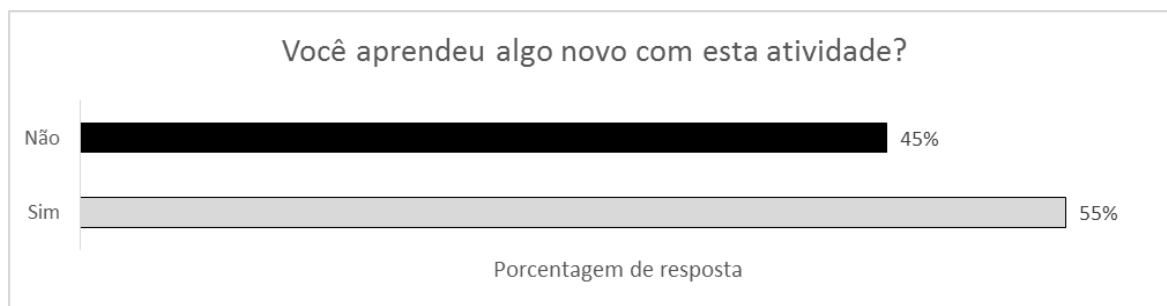 Você aprendeu algo novo com esta atividade?
Não
45%
Sim
55%
Porcentagem de resposta